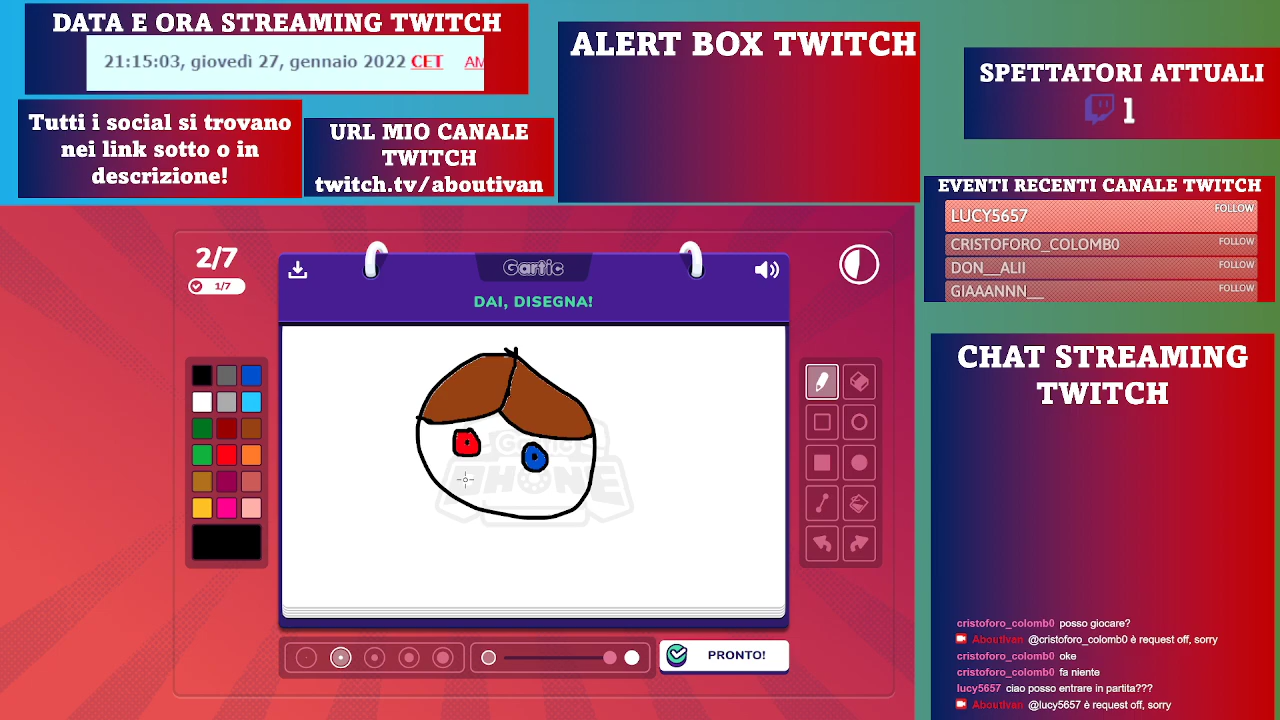 DATA E ORA STREAMING TWITCH
21:15:03, giovedì 27, gennaio 2022 CET AM
Tutti i social si trovano
nei link sotto o in
descrizione!
URL MIO CANALE
TWITCH
twitch.tv/aboutivan
ALERT BOX TWITCH
SPETTATORI ATTUALI
1
EVENTI RECENTI CANALE TWITCH
LUCY5657 FOLLOW
CRISTOFORO_COLOMB0 FOLLOW
DON__ALII FOLLOW
GIAAANNN__ FOLLOW
2/7
1/7
Gartic
DAI, DISEGNA!
Gartic
PHONE
PRONTO!
CHAT STREAMING
TWITCH
cristoforo_colomb0 posso giocare?
AboutIvan @cristoforo_colomb0 è request off, sorry
cristoforo_colomb0 oke
cristoforo_colomb0 fa niente
lucy5657 ciao posso entrare in partita???
AboutIvan @lucy5657 è request off, sorry